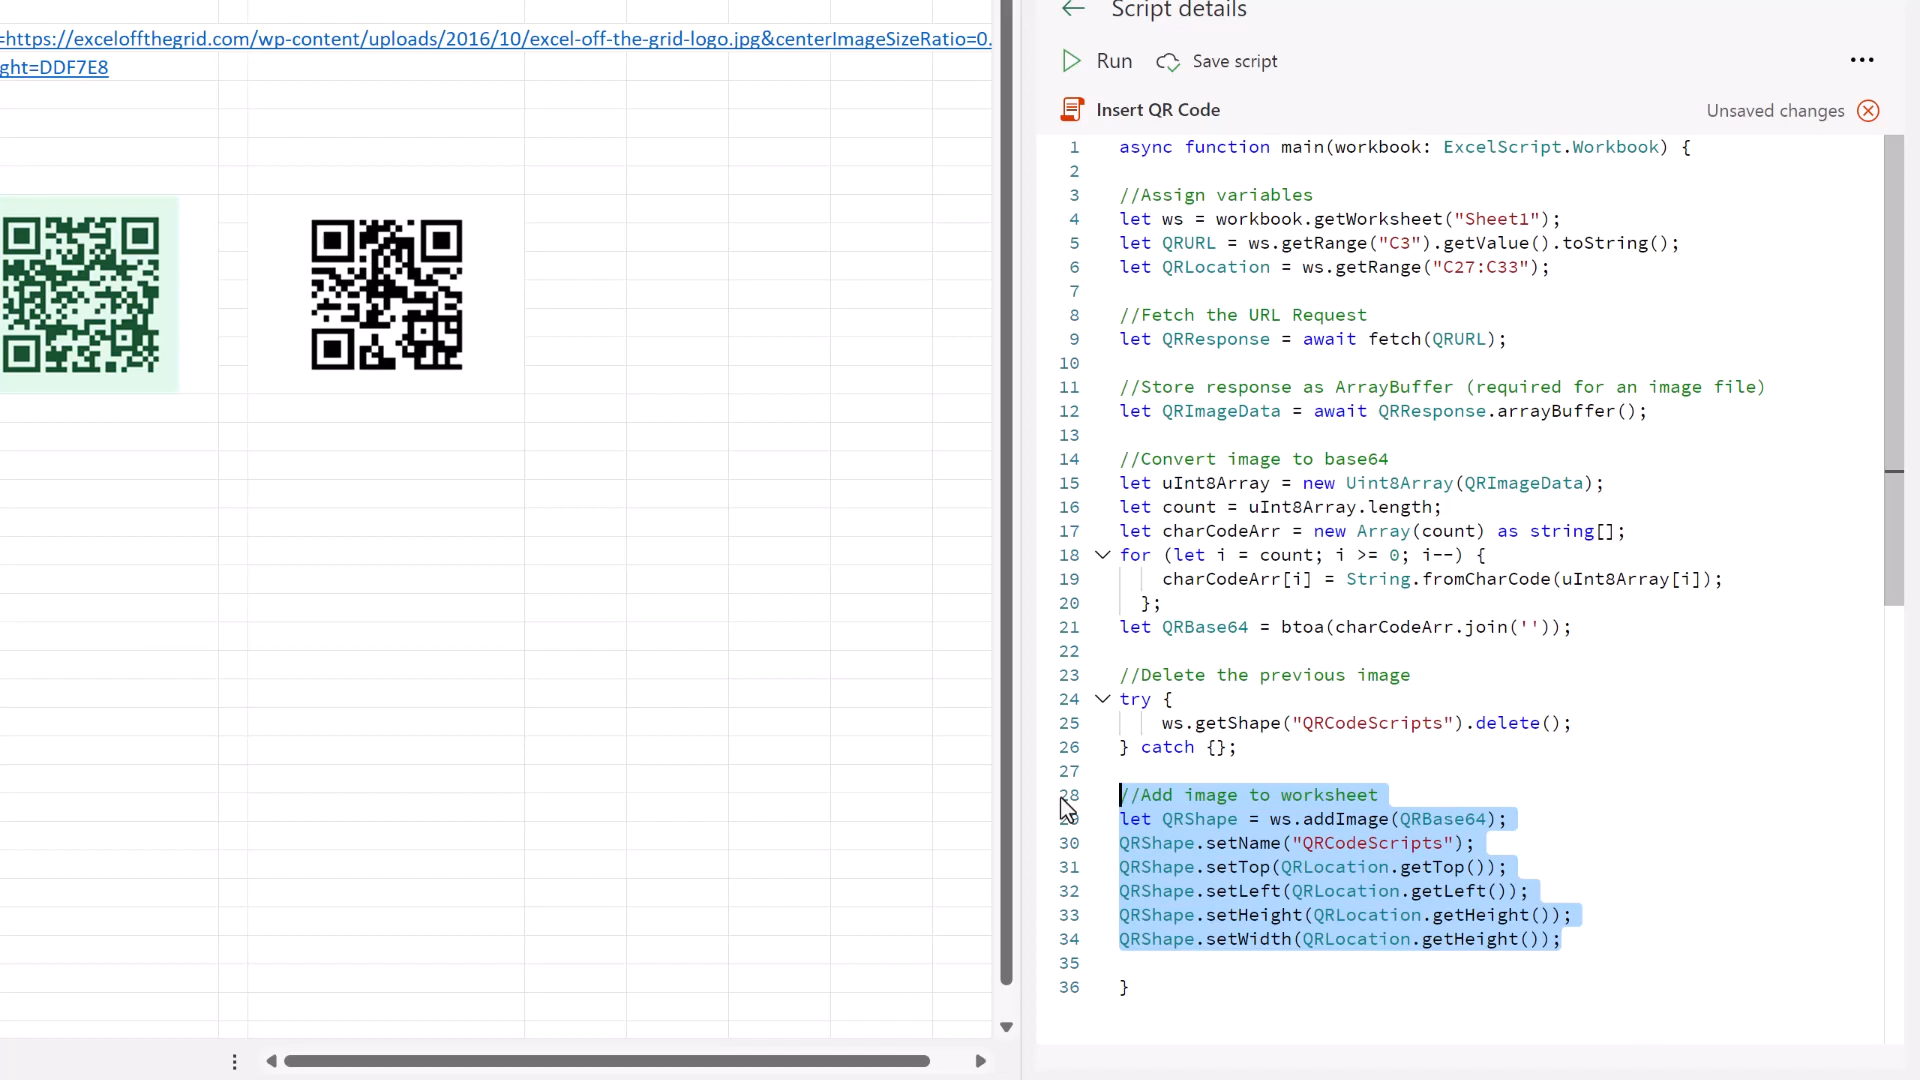 =https://exceloffthegrid.com/wp-content/uploads/2016/10/excel-off-the-grid-logo.jpg&centerImageSizeRatio=0.
ght=DDF7E8
Script details
Run Save script
Insert QR Code Unsaved changes
1 async function main(workbook: ExcelScript.Workbook) {
2
3 //Assign variables
4 let ws = workbook.getWorksheet("Sheet1");
5 let QRURL = ws.getRange("C3").getValue().toString();
6 let QRLocation = ws.getRange("C27:C33");
7
8 //Fetch the URL Request
9 let QRResponse = await fetch(QRURL);
10
11 //Store response as ArrayBuffer (required for an image file)
12 let QRImageData = await QRResponse.arrayBuffer();
13
14 //Convert image to base64
15 let uInt8Array = new Uint8Array(QRImageData);
16 let count = uInt8Array.length;
17 let charCodeArr = new Array(count) as string[];
18 for (let i = count; i >= 0; i--) {
19 charCodeArr[i] = String.fromCharCode(uInt8Array[i]);
20 };
21 let QRBase64 = btoa(charCodeArr.join(''));
22
23 //Delete the previous image
24 try {
25 ws.getShape("QRCodeScripts").delete();
26 } catch {};
27
28 //Add image to worksheet
29 let QRShape = ws.addImage(QRBase64);
30 QRShape.setName("QRCodeScripts");
31 QRShape.setTop(QRLocation.getTop());
32 QRShape.setLeft(QRLocation.getLeft());
33 QRShape.setHeight(QRLocation.getHeight());
34 QRShape.setWidth(QRLocation.getHeight());
35
36 }